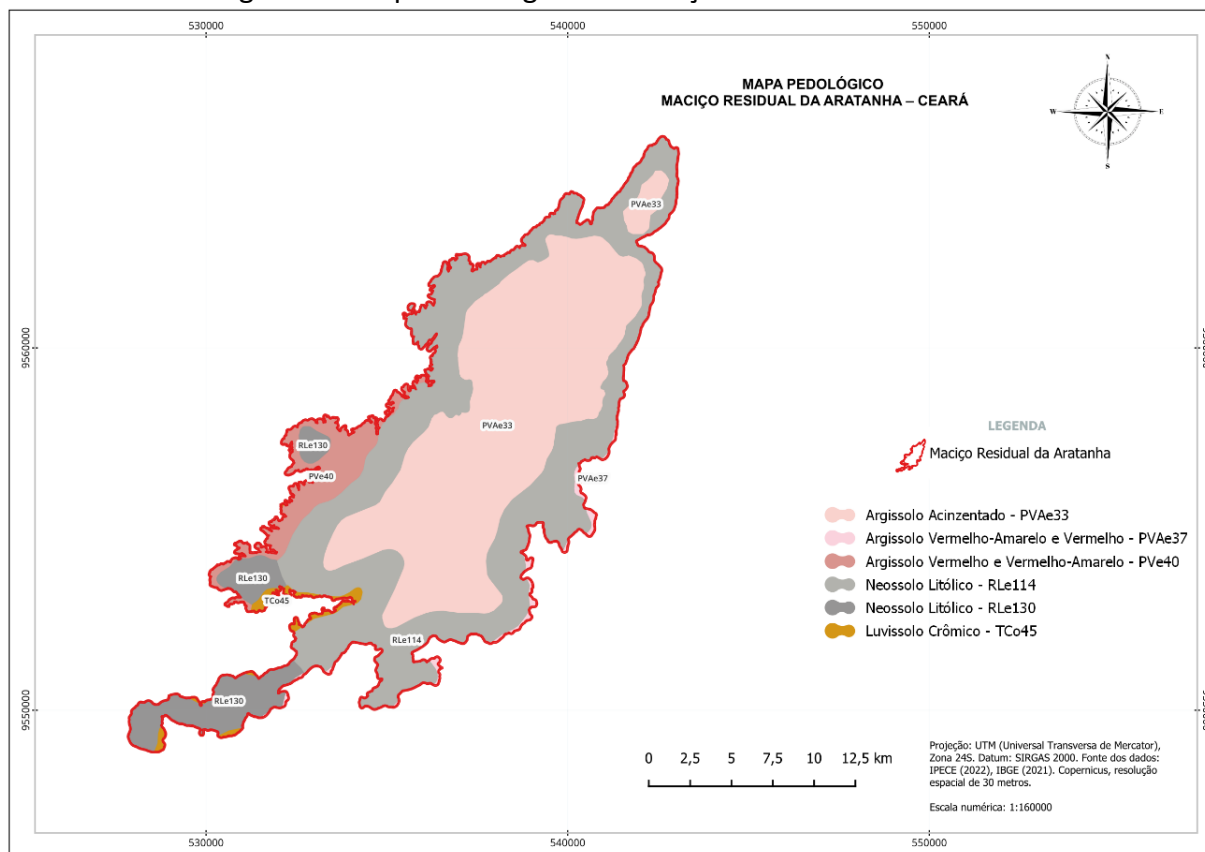 530000
540000
550000
MAPA PEDOLÓGICO
MACIÇO RESIDUAL DA ARATANHA – CEARÁ
N
W
E
S
PVAe33
9560000
PVAe33
RLe130
PVe40
PVAe37
RLe130
TCo45
RLe114
RLe130
9550000
LEGENDA
Maciço Residual da Aratanha
Argissolo Acinzentado - PVAe33
Argissolo Vermelho-Amarelo e Vermelho - PVAe37
Argissolo Vermelho e Vermelho-Amarelo - PVe40
Neossolo Litólico - RLe114
Neossolo Litólico - RLe130
Luvissolo Crômico - TCo45
0 2,5 5 7,5 10 12,5 km
Projeção: UTM (Universal Transversa de Mercator),
Zona 24S. Datum: SIRGAS 2000. Fonte dos dados:
IPECE (2022), IBGE (2021). Copernicus, resolução
espacial de 30 metros.
Escala numérica: 1:160000
530000
540000
550000